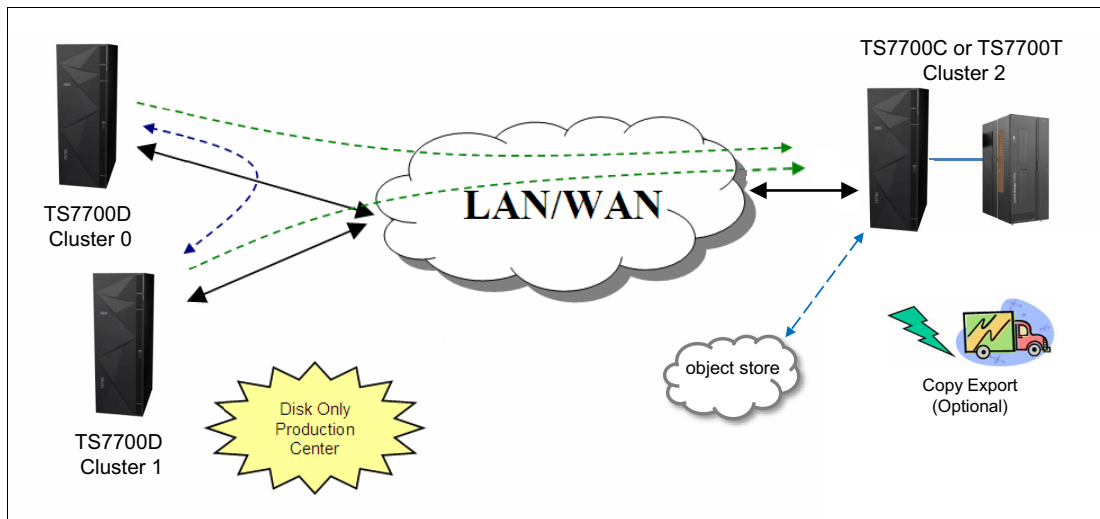 TS7700C or TS7700T
Cluster 2
TS7700D
Cluster 0
LAN/WAN
TS7700D
Cluster 1
Disk Only
Production
Center
object store
Copy Export
(Optional)